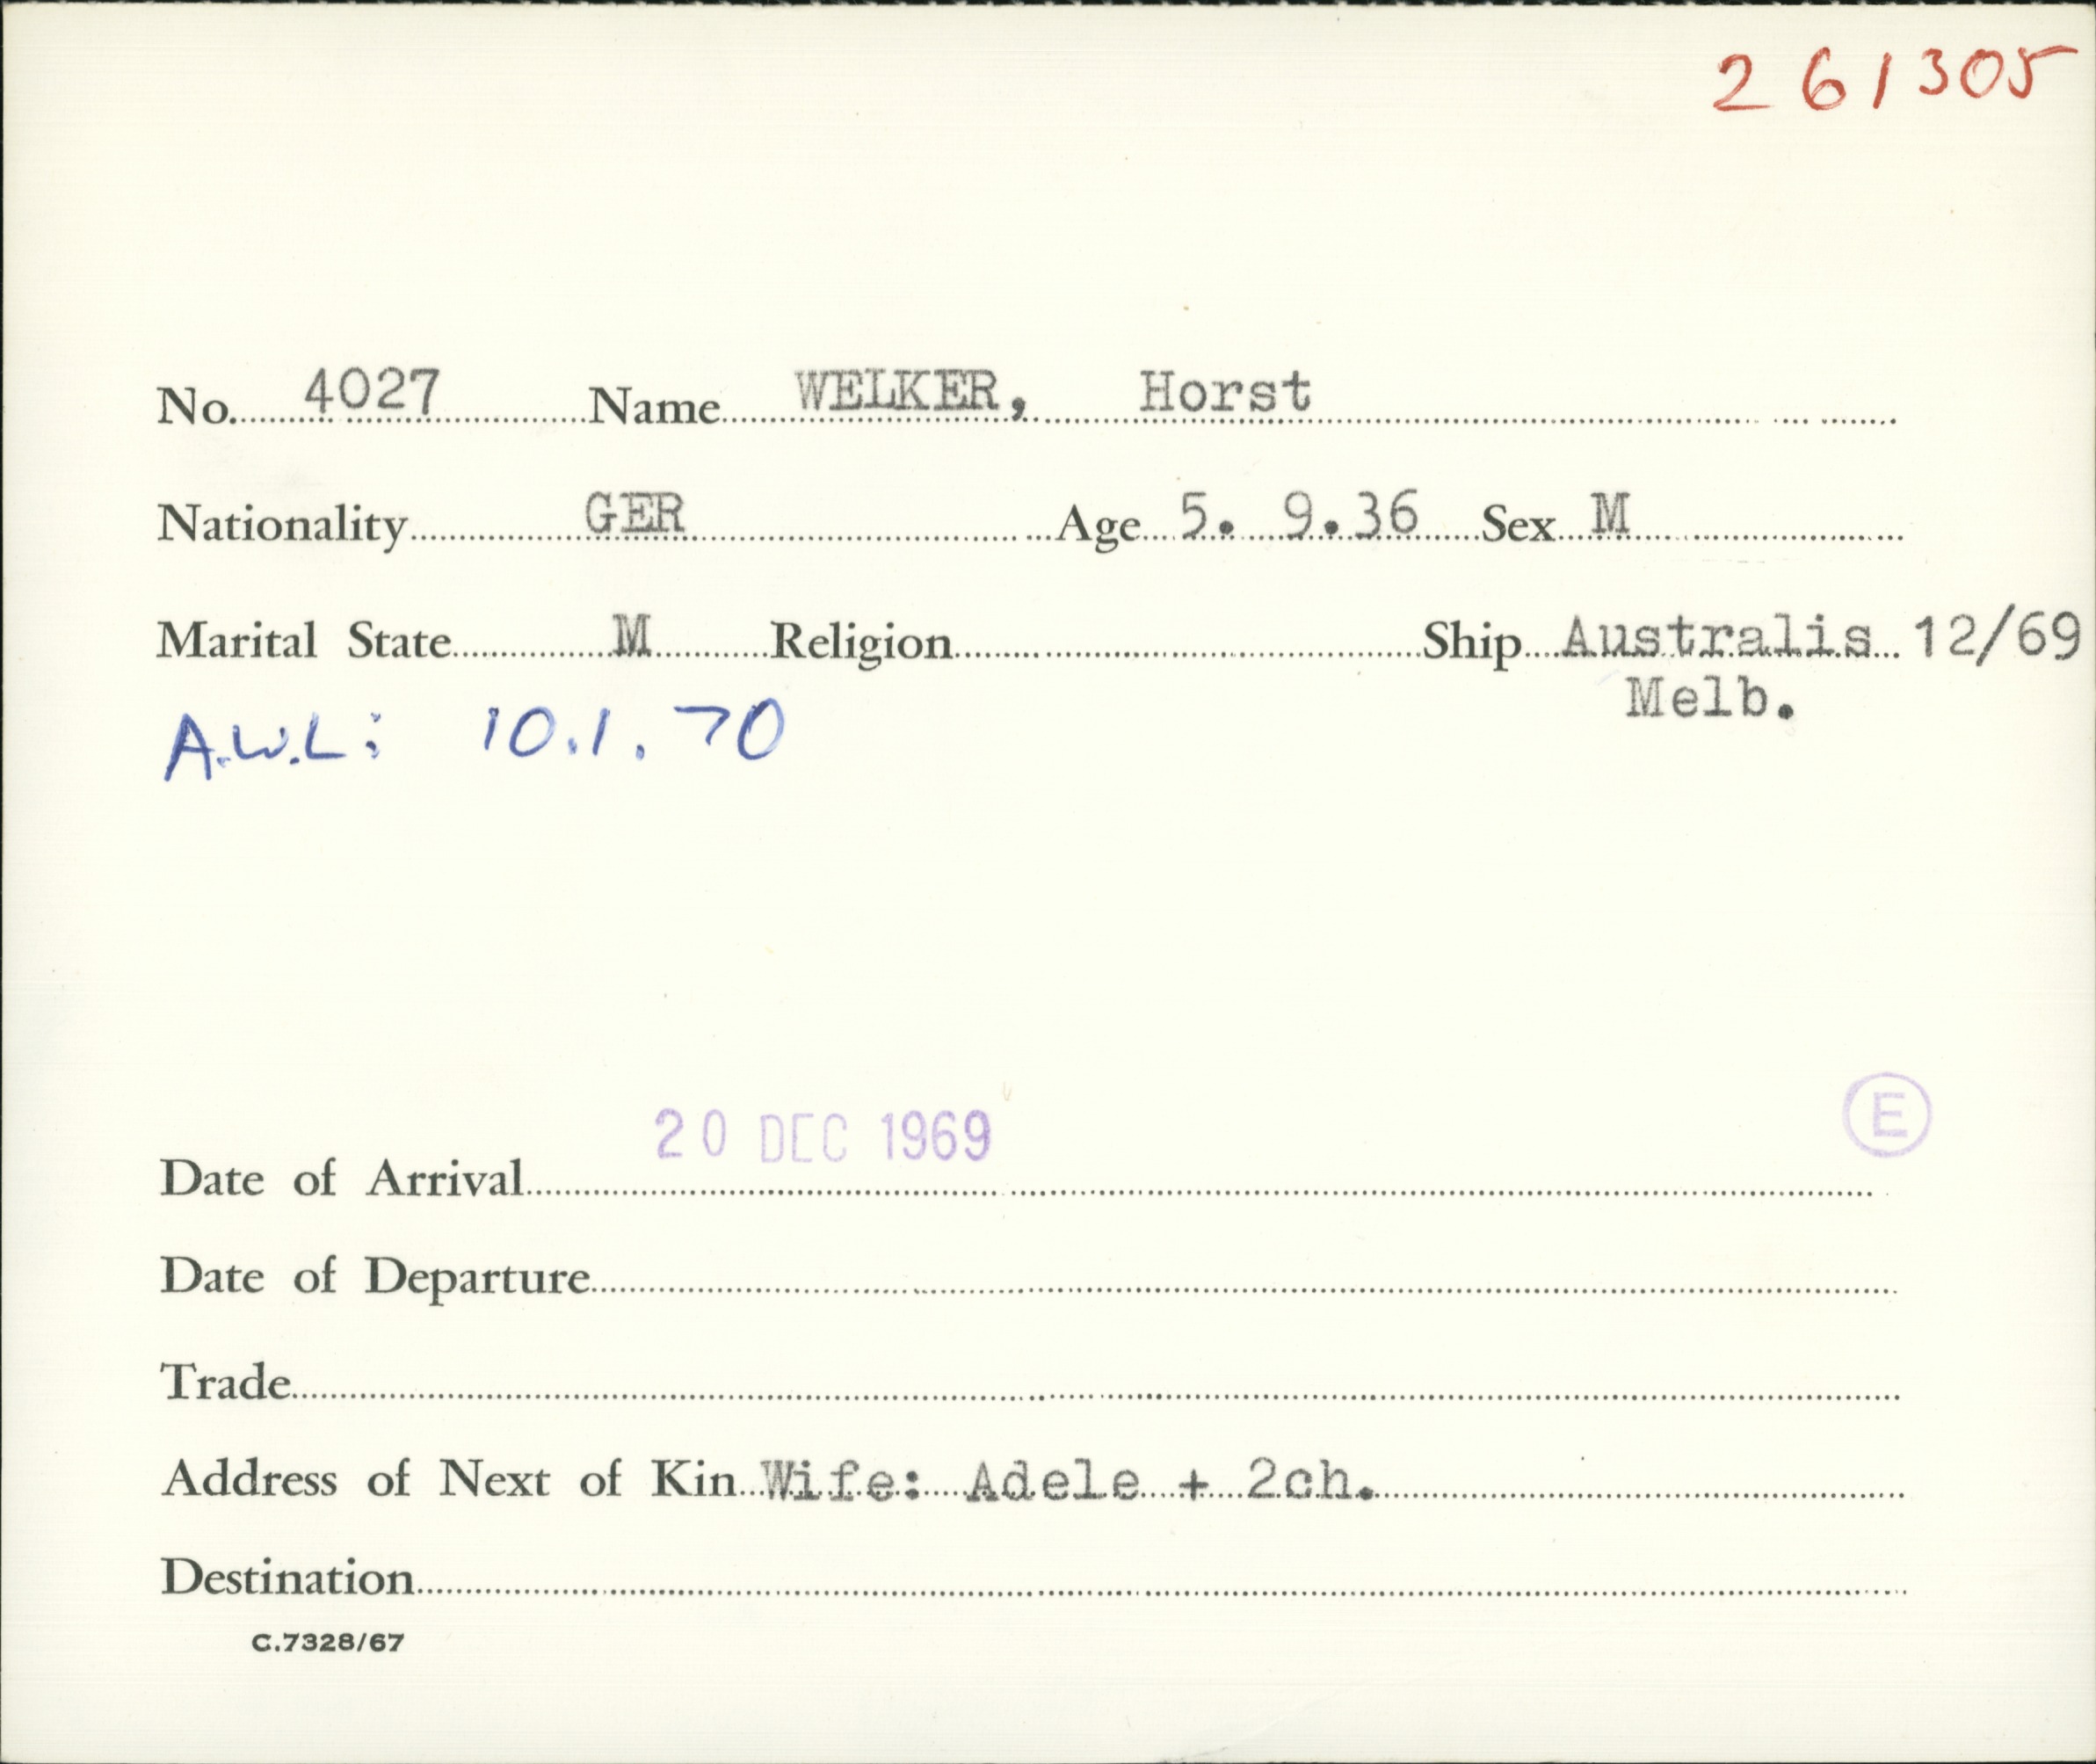 261305
No. 4027 Name WELKER, Horst
Nationality GER Age 5. 9.36 Sex M
Marital State M Religion Ship Australis 12/69
Melb.
A.W.L: 10.1.70
E
20 DEC 1969
Date of Arrival
Date of Departure
Trade
Address of Next of Kin Wife: Adele + 2ch.
Destination
C.7328/67